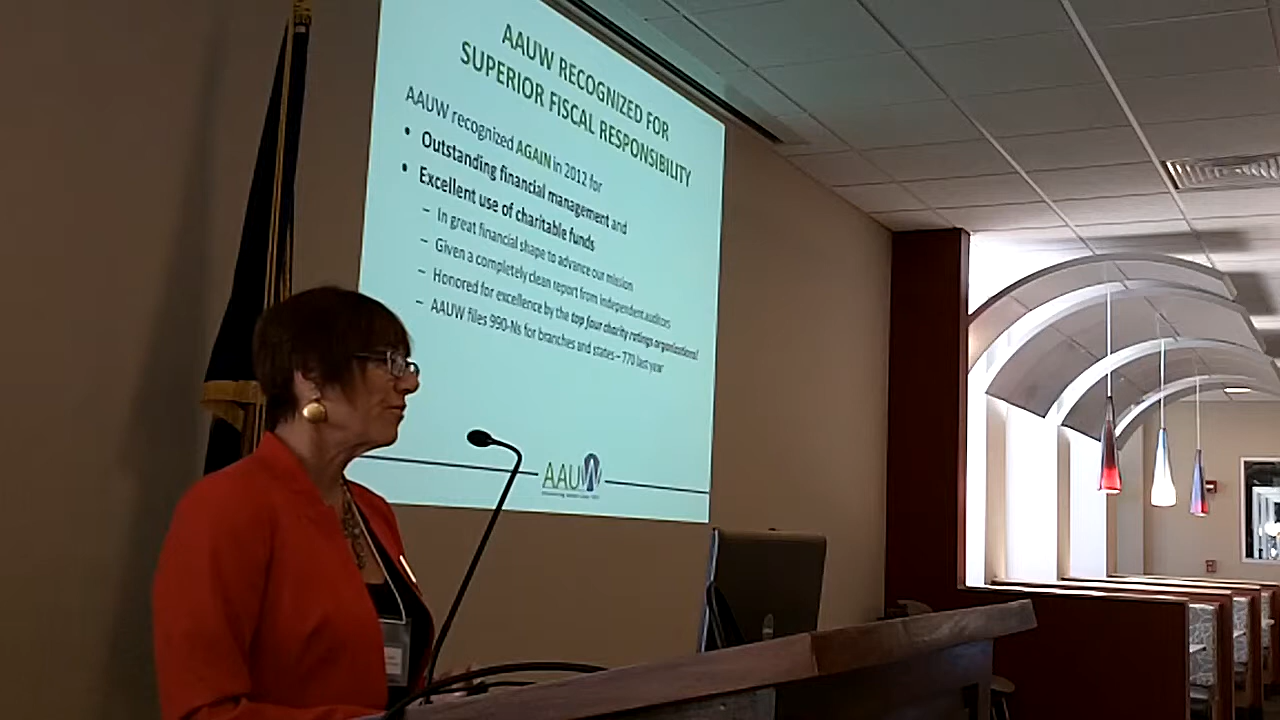 AAUW RECOGNIZED FOR
SUPERIOR FISCAL RESPONSIBILITY
AAUW recognized AGAIN in 2012 for
• Outstanding financial management and
• Excellent use of charitable funds
– In great financial shape to advance our mission
– Given a completely clean report from independent auditors
– Honored for excellence by the top four charity ratings organizations!
– AAUW files 990-Ns for branches and states – 770 last year
AAUW